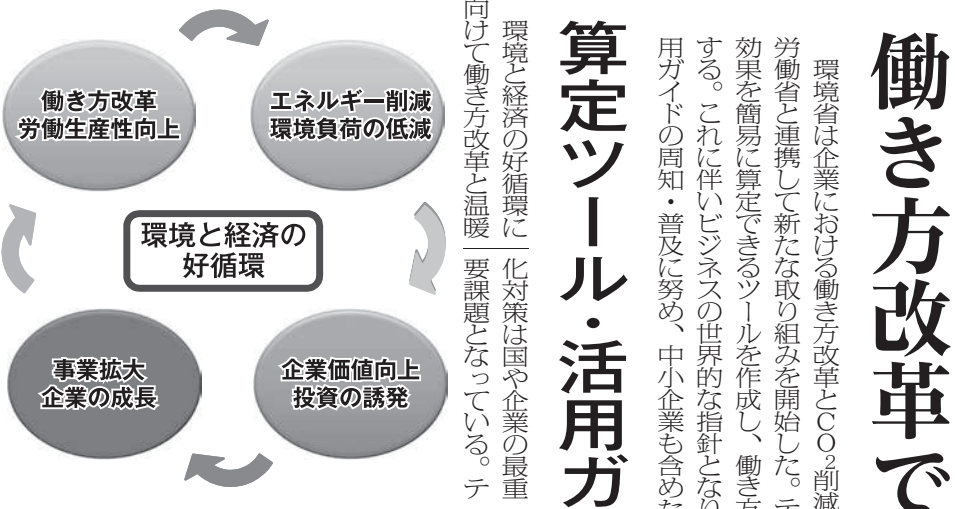 働き方改革で
環境省は企業における働き方改革とCO₂削減
労働省と連携して新たな取り組みを開始した。テ
効果を簡易に算定できるツールを作成し、働き方
する。これに伴いビジネスの世界的な指針となり
用ガイドの周知・普及に努め、中小企業も含めた
算定ツール・活用ガ
環境と経済の好循環に
向けて働き方改革と温暖
化対策は国や企業の最重
要課題となっている。テ
働き方改革
労働生産性向上
エネルギー削減
環境負荷の低減
環境と経済の
好循環
事業拡大
企業の成長
企業価値向上
投資の誘発